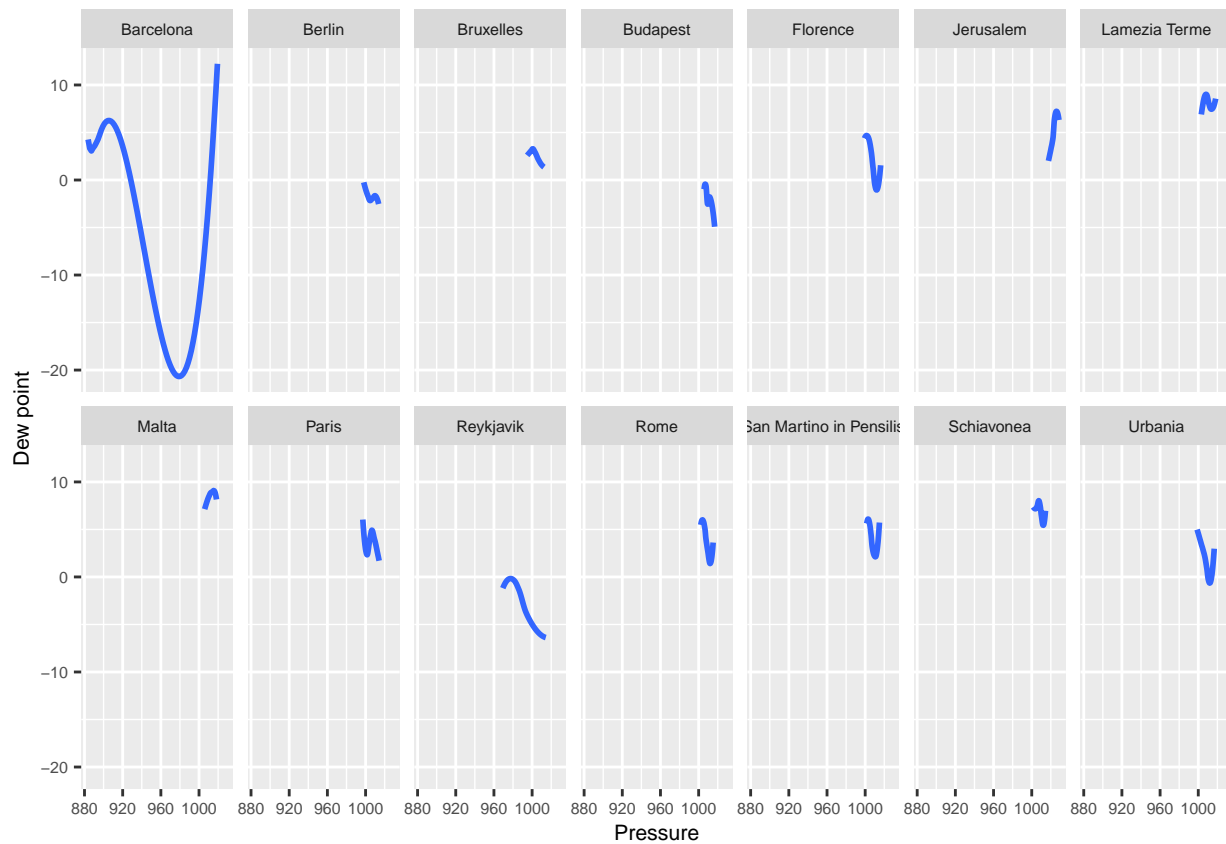 Barcelona Berlin Bruxelles Budapest Florence Jerusalem Lamezia Terme
10
0
−10
−20
Dew point
Malta Paris Reykjavik Rome San Martino in Pensilis Schiavonea Urbania
10
0
−10
−20
880 920 960 1000 880 920 960 1000 880 920 960 1000 880 920 960 1000 880 920 960 1000 880 920 960 1000 880 920 960 1000
Pressure